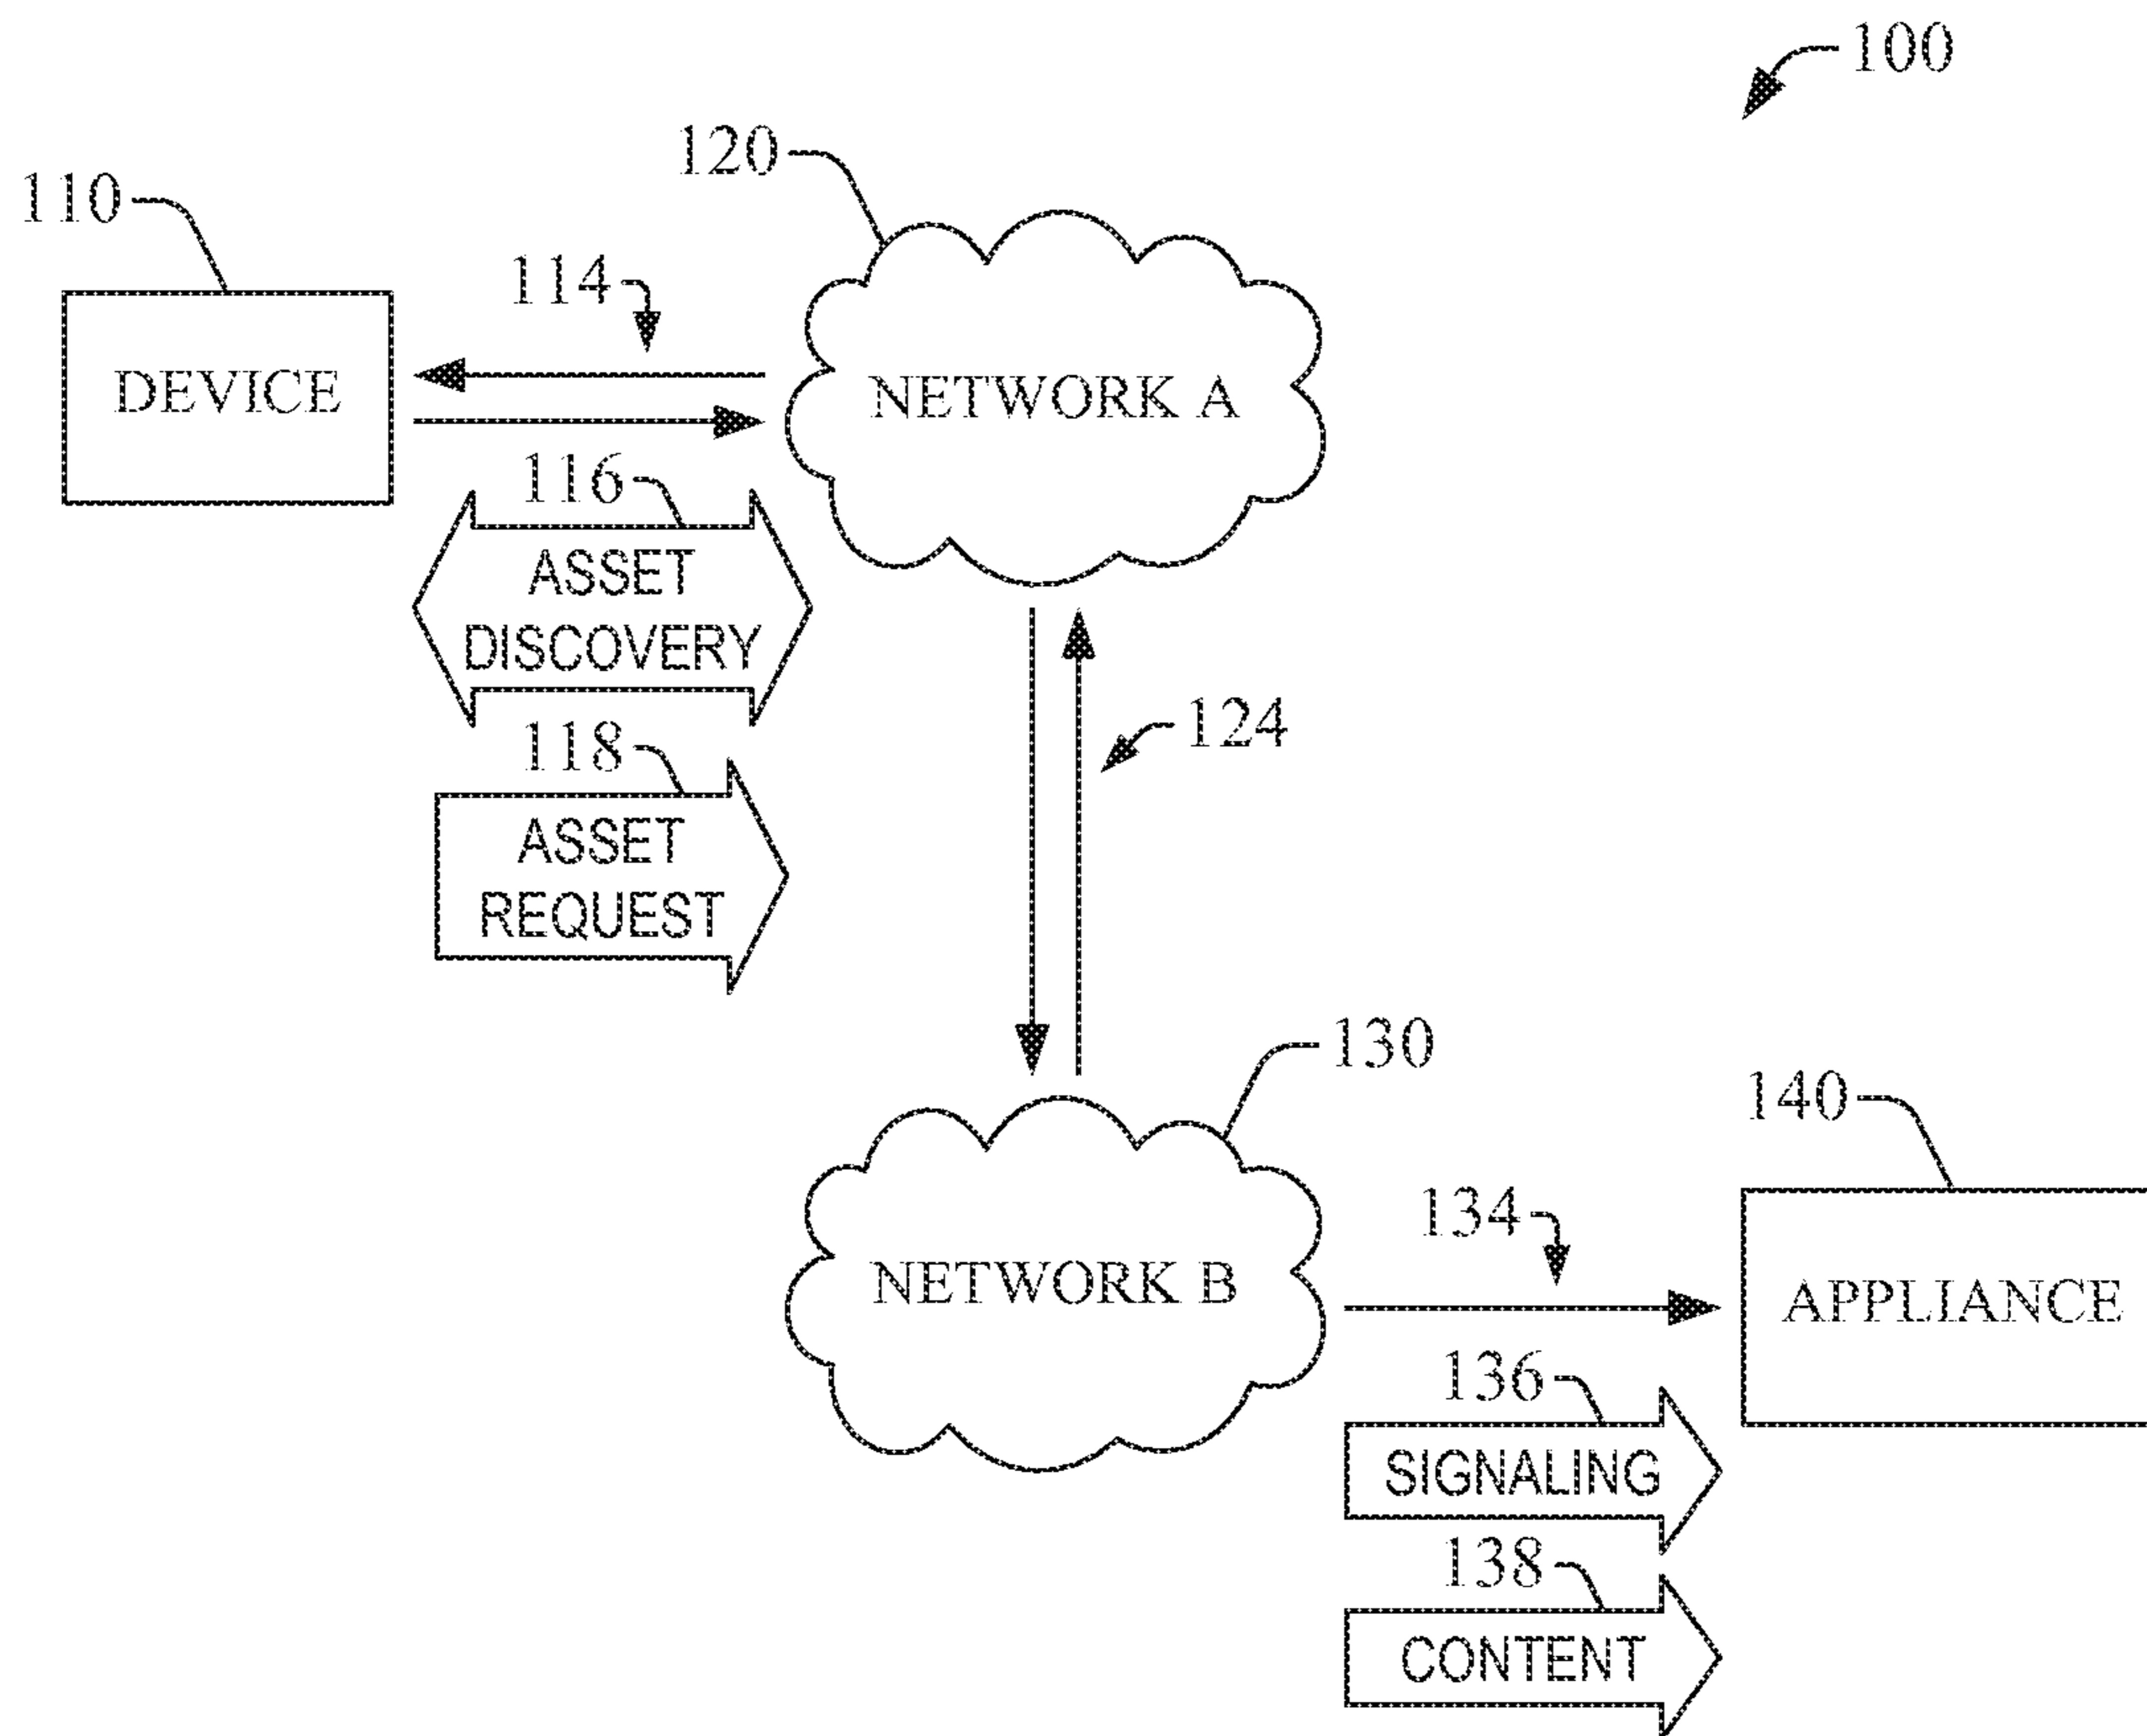 100
120
110
114
DEVICE
NETWORK A
116
ASSET
DISCOVERY
124
118
ASSET
REQUEST
130
140
134
NETWORK B
APPLIANCE
136
SIGNALING
138
CONTENT